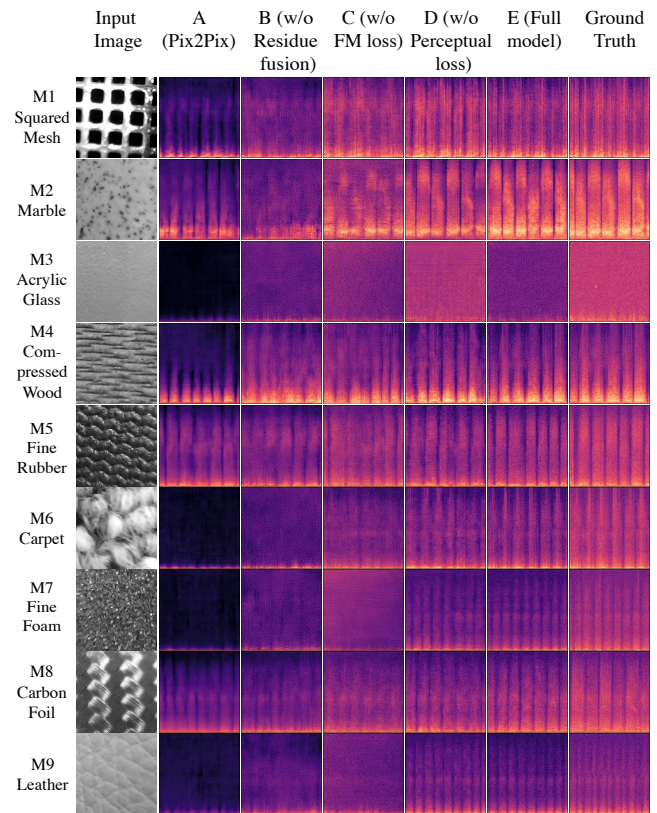 Input Image
A (Pix2Pix)
B (w/o Residue fusion)
C (w/o FM loss)
D (w/o Perceptual loss)
E (Full model)
Ground Truth
M1
Squared
Mesh
M2
Marble
M3
Acrylic
Glass
M4
Com-
pressed
Wood
M5
Fine
Rubber
M6
Carpet
M7
Fine
Foam
M8
Carbon
Foil
M9
Leather